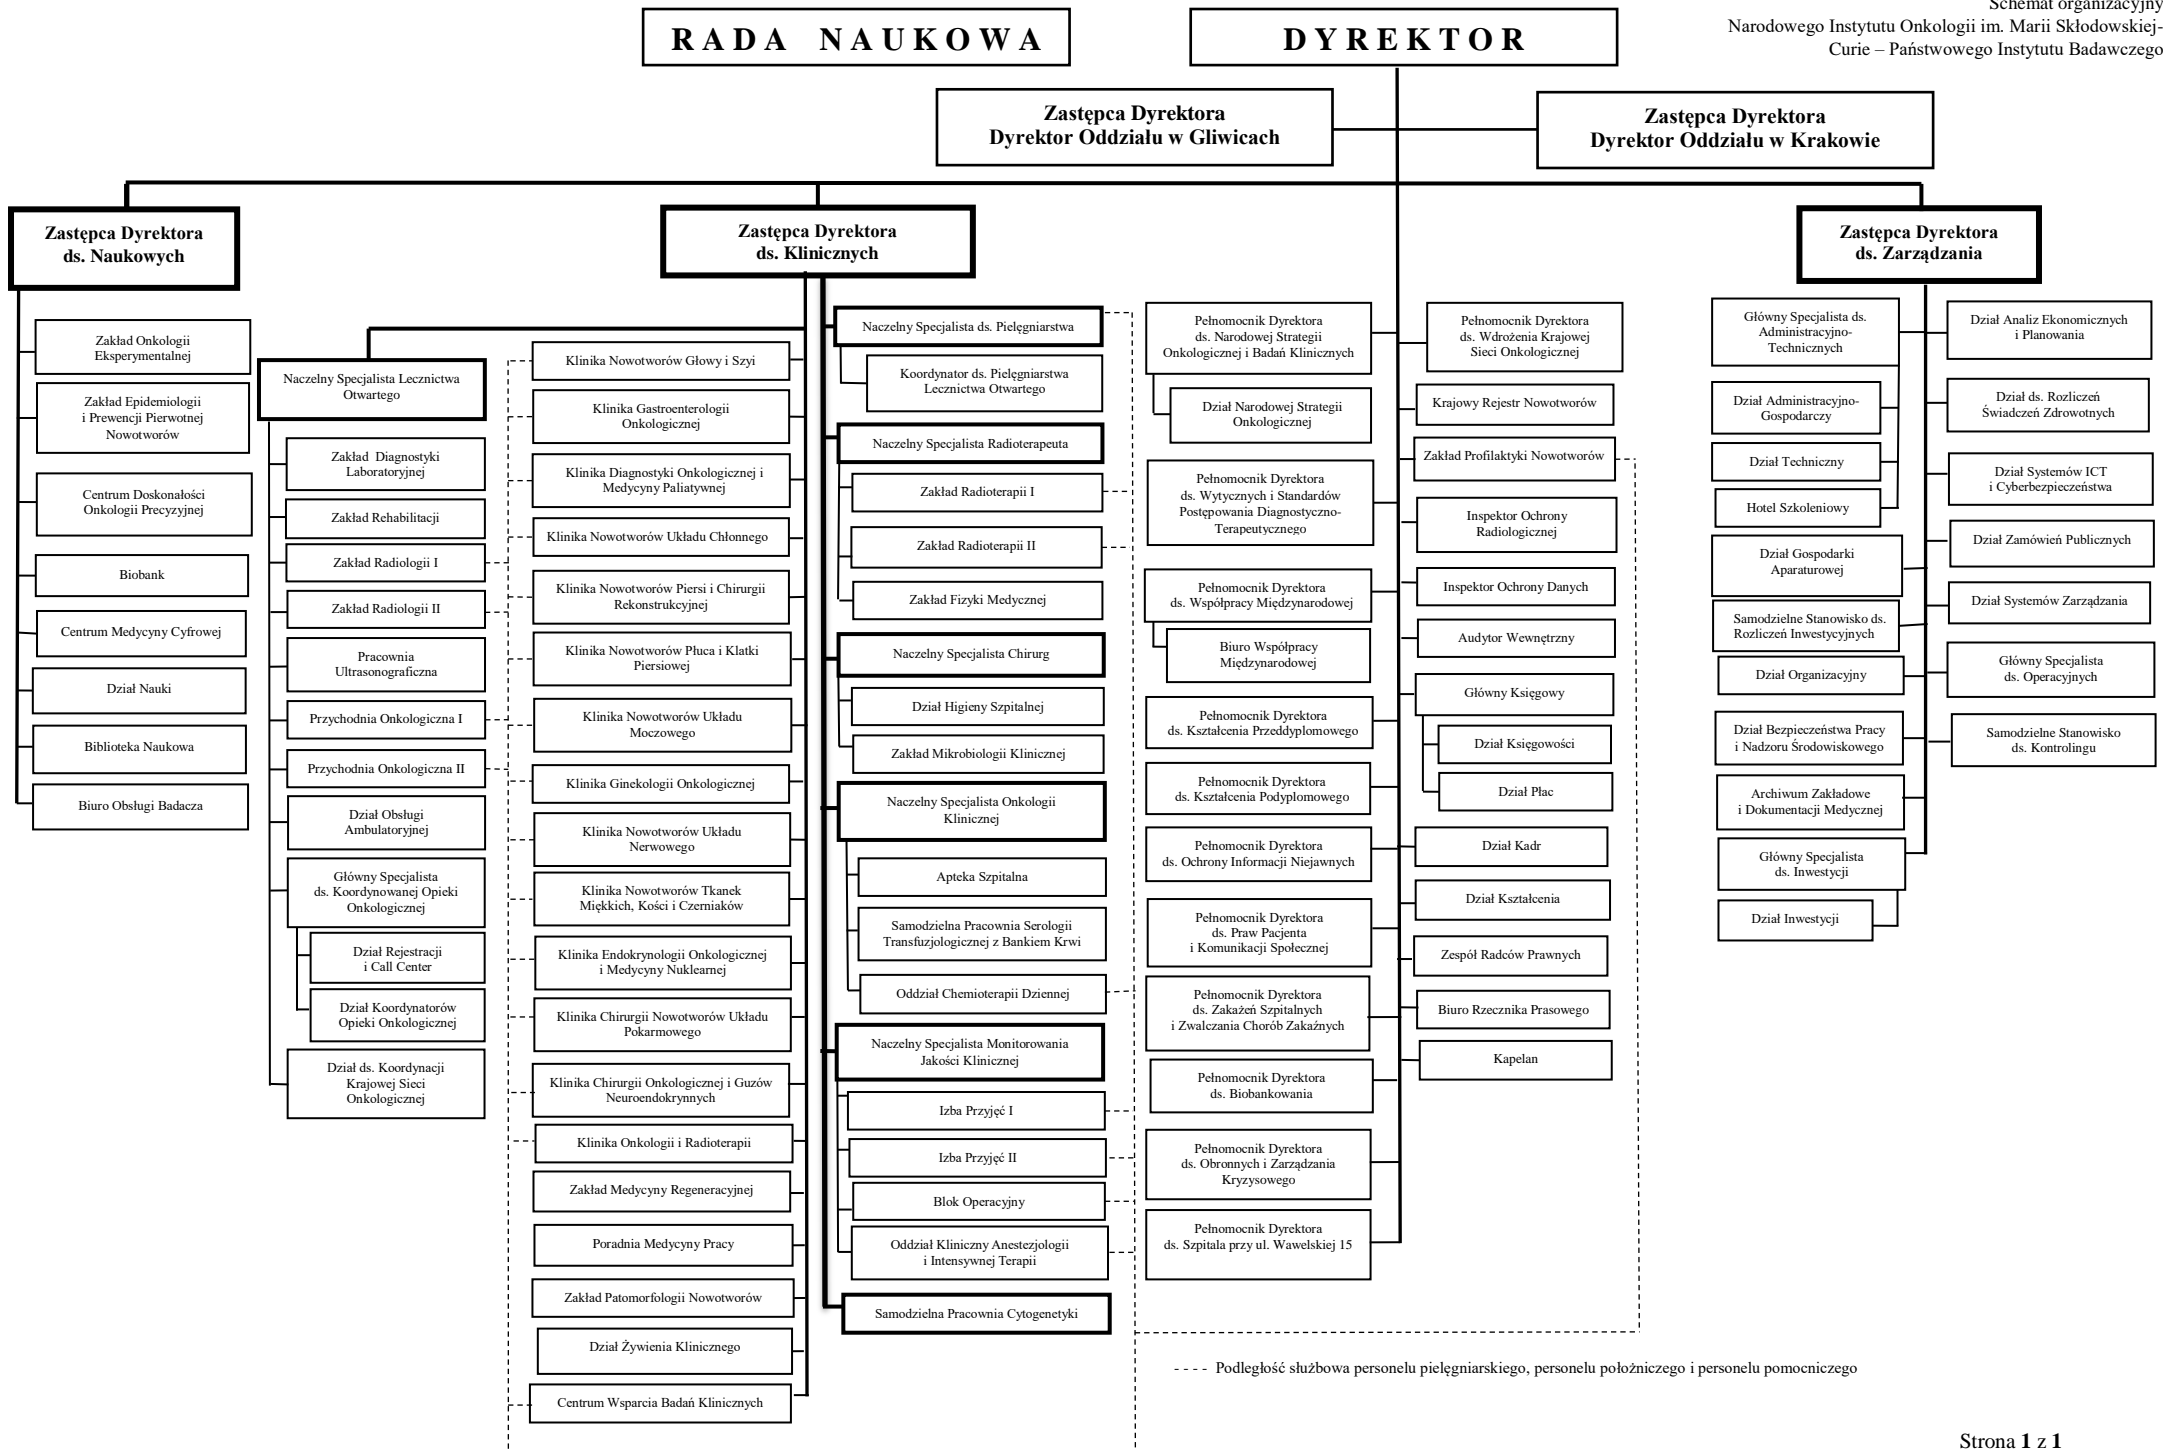 Schemat organizacyjny
Narodowego Instytutu Onkologii im. Marii Skłodowskiej-
Curie – Państwowego Instytutu Badawczego
RADA NAUKOWA
DYREKTOR
Zastępca Dyrektora
Dyrektor Oddziału w Gliwicach
Zastępca Dyrektora
Dyrektor Oddziału w Krakowie
Zastępca Dyrektora
ds. Naukowych
Zakład Onkologii
Eksperymentalnej
Zakład Epidemiologii
i Prewencji Pierwotnej
Nowotworów
Centrum Doskonałości
Onkologii Precyzyjnej
Biobank
Centrum Medycyny Cyfrowej
Dział Nauki
Biblioteka Naukowa
Biuro Obsługi Badacza
Zastępca Dyrektora
ds. Klinicznych
Naczelny Specjalista Lecznictwa
Otwartego
Zakład Diagnostyki
Laboratoryjnej
Zakład Rehabilitacji
Zakład Radiologii I
Zakład Radiologii II
Pracownia
Ultrasonograficzna
Przychodnia Onkologiczna I
Przychodnia Onkologiczna II
Dział Obsługi
Ambulatoryjnej
Główny Specjalista
ds. Koordynowanej Opieki
Onkologicznej
Dział Rejestracji
i Call Center
Dział Koordynatorów
Opieki Onkologicznej
Dział ds. Koordynacji
Krajowej Sieci
Onkologicznej
Klinika Nowotworów Głowy i Szyi
Klinika Gastroenterologii
Onkologicznej
Klinika Diagnostyki Onkologicznej i
Medycyny Paliatywnej
Klinika Nowotworów Układu Chłonnego
Klinika Nowotworów Piersi i Chirurgii
Rekonstrukcyjnej
Klinika Nowotworów Płuca i Klatki
Piersiowej
Klinika Nowotworów Układu
Moczowego
Klinika Ginekologii Onkologicznej
Klinika Nowotworów Układu
Nerwowego
Klinika Nowotworów Tkanek
Miękkich, Kości i Czerniaków
Klinika Endokrynologii Onkologicznej
i Medycyny Nuklearnej
Klinika Chirurgii Nowotworów Układu
Pokarmowego
Klinika Chirurgii Onkologicznej i Guzów
Neuroendokrynnych
Klinika Onkologii i Radioterapii
Zakład Medycyny Regeneracyjnej
Poradnia Medycyny Pracy
Zakład Patomorfologii Nowotworów
Dział Żywienia Klinicznego
Centrum Wsparcia Badań Klinicznych
Naczelny Specjalista ds. Pielęgniarstwa
Koordynator ds. Pielęgniarstwa
Lecznictwa Otwartego
Naczelny Specjalista Radioterapeuta
Zakład Radioterapii I
Zakład Radioterapii II
Zakład Fizyki Medycznej
Naczelny Specjalista Chirurg
Dział Higieny Szpitalnej
Zakład Mikrobiologii Klinicznej
Naczelny Specjalista Onkologii
Klinicznej
Apteka Szpitalna
Samodzielna Pracownia Serologii
Transfuzjologicznej z Bankiem Krwi
Oddział Chemioterapii Dziennej
Naczelny Specjalista Monitorowania
Jakości Klinicznej
Izba Przyjęć I
Izba Przyjęć II
Blok Operacyjny
Oddział Kliniczny Anestezjologii
i Intensywnej Terapii
Samodzielna Pracownia Cytogenetyki
Pełnomocnik Dyrektora
ds. Narodowej Strategii
Onkologicznej i Badań Klinicznych
Dział Narodowej Strategii
Onkologicznej
Pełnomocnik Dyrektora
ds. Wytycznych i Standardów
Postępowania Diagnostyczno-
Terapeutycznego
Pełnomocnik Dyrektora
ds. Współpracy Międzynarodowej
Biuro Współpracy
Międzynarodowej
Pełnomocnik Dyrektora
ds. Kształcenia Przeddyplomowego
Pełnomocnik Dyrektora
ds. Kształcenia Podyplomowego
Pełnomocnik Dyrektora
ds. Ochrony Informacji Niejawnych
Pełnomocnik Dyrektora
ds. Praw Pacjenta
i Komunikacji Społecznej
Pełnomocnik Dyrektora
ds. Zakażeń Szpitalnych
i Zwalczania Chorób Zakaźnych
Pełnomocnik Dyrektora
ds. Biobankowania
Pełnomocnik Dyrektora
ds. Obronnych i Zarządzania
Kryzysowego
Pełnomocnik Dyrektora
ds. Szpitala przy ul. Wawelskiej 15
Pełnomocnik Dyrektora
ds. Wdrożenia Krajowej
Sieci Onkologicznej
Krajowy Rejestr Nowotworów
Zakład Profilaktyki Nowotworów
Inspektor Ochrony
Radiologicznej
Inspektor Ochrony Danych
Audytor Wewnętrzny
Główny Księgowy
Dział Księgowości
Dział Płac
Dział Kadr
Dział Kształcenia
Zespół Radców Prawnych
Biuro Rzecznika Prasowego
Kapelan
Zastępca Dyrektora
ds. Zarządzania
Główny Specjalista ds.
Administracyjno-
Technicznych
Dział Administracyjno-
Gospodarczy
Dział Techniczny
Hotel Szkoleniowy
Dział Gospodarki
Aparaturowej
Samodzielne Stanowisko ds.
Rozliczeń Inwestycyjnych
Dział Organizacyjny
Dział Bezpieczeństwa Pracy
i Nadzoru Środowiskowego
Archiwum Zakładowe
i Dokumentacji Medycznej
Główny Specjalista
ds. Inwestycji
Dział Inwestycji
Dział Analiz Ekonomicznych
i Planowania
Dział ds. Rozliczeń
Świadczeń Zdrowotnych
Dział Systemów ICT
i Cyberbezpieczeństwa
Dział Zamówień Publicznych
Dział Systemów Zarządzania
Główny Specjalista
ds. Operacyjnych
Samodzielne Stanowisko
ds. Kontrolingu
- - - - Podległość służbowa personelu pielęgniarskiego, personelu położniczego i personelu pomocniczego
Strona 1 z 1